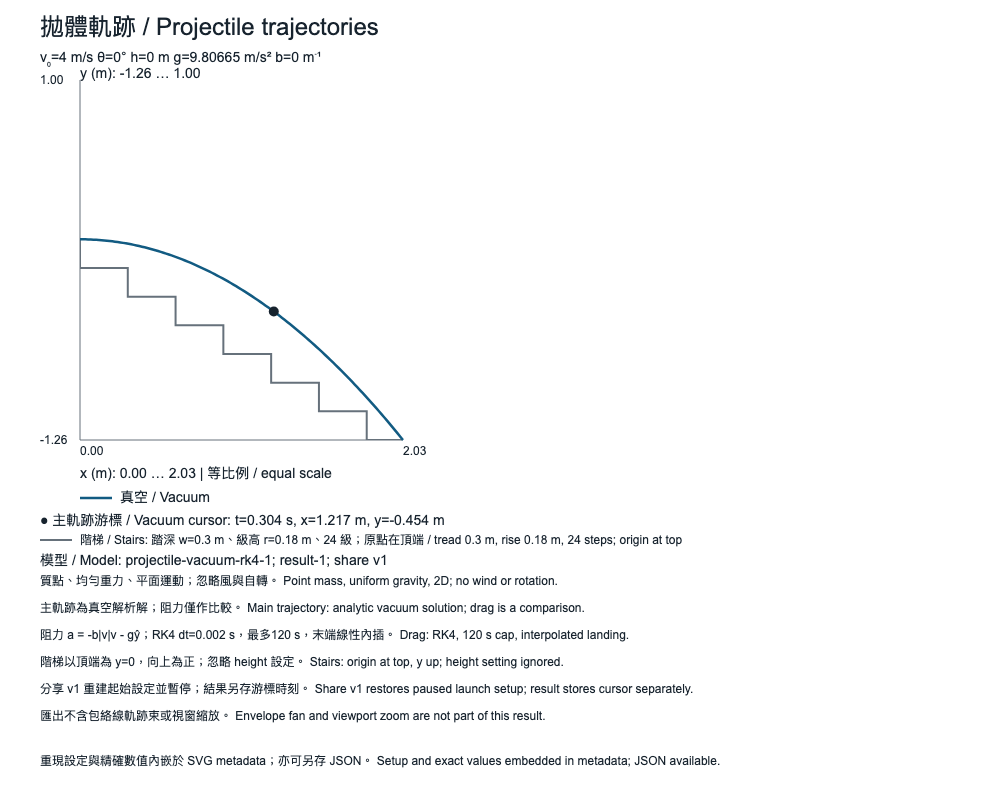 拋體軌跡 / Projectile trajectories
v₀=4 m/s θ=0° h=0 m g=9.80665 m/s² b=0 m⁻¹
y (m): -1.26 … 1.00
1.00
-1.26
0.00 2.03
x (m): 0.00 … 2.03 | 等比例 / equal scale
真空 / Vacuum
● 主軌跡游標 / Vacuum cursor: t=0.304 s, x=1.217 m, y=-0.454 m
階梯 / Stairs: 踏深 w=0.3 m、級高 r=0.18 m、24 級；原點在頂端 / tread 0.3 m, rise 0.18 m, 24 steps; origin at top
模型 / Model: projectile-vacuum-rk4-1; result-1; share v1
質點、均勻重力、平面運動；忽略風與自轉。 Point mass, uniform gravity, 2D; no wind or rotation.
主軌跡為真空解析解；阻力僅作比較。 Main trajectory: analytic vacuum solution; drag is a comparison.
阻力 a = -b|v|v - gŷ；RK4 dt=0.002 s，最多120 s，末端線性內插。 Drag: RK4, 120 s cap, interpolated landing.
階梯以頂端為 y=0，向上為正；忽略 height 設定。 Stairs: origin at top, y up; height setting ignored.
分享 v1 重建起始設定並暫停；結果另存游標時刻。 Share v1 restores paused launch setup; result stores cursor separately.
匯出不含包絡線軌跡束或視窗縮放。 Envelope fan and viewport zoom are not part of this result.
重現設定與精確數值內嵌於 SVG metadata；亦可另存 JSON。 Setup and exact values embedded in metadata; JSON available.